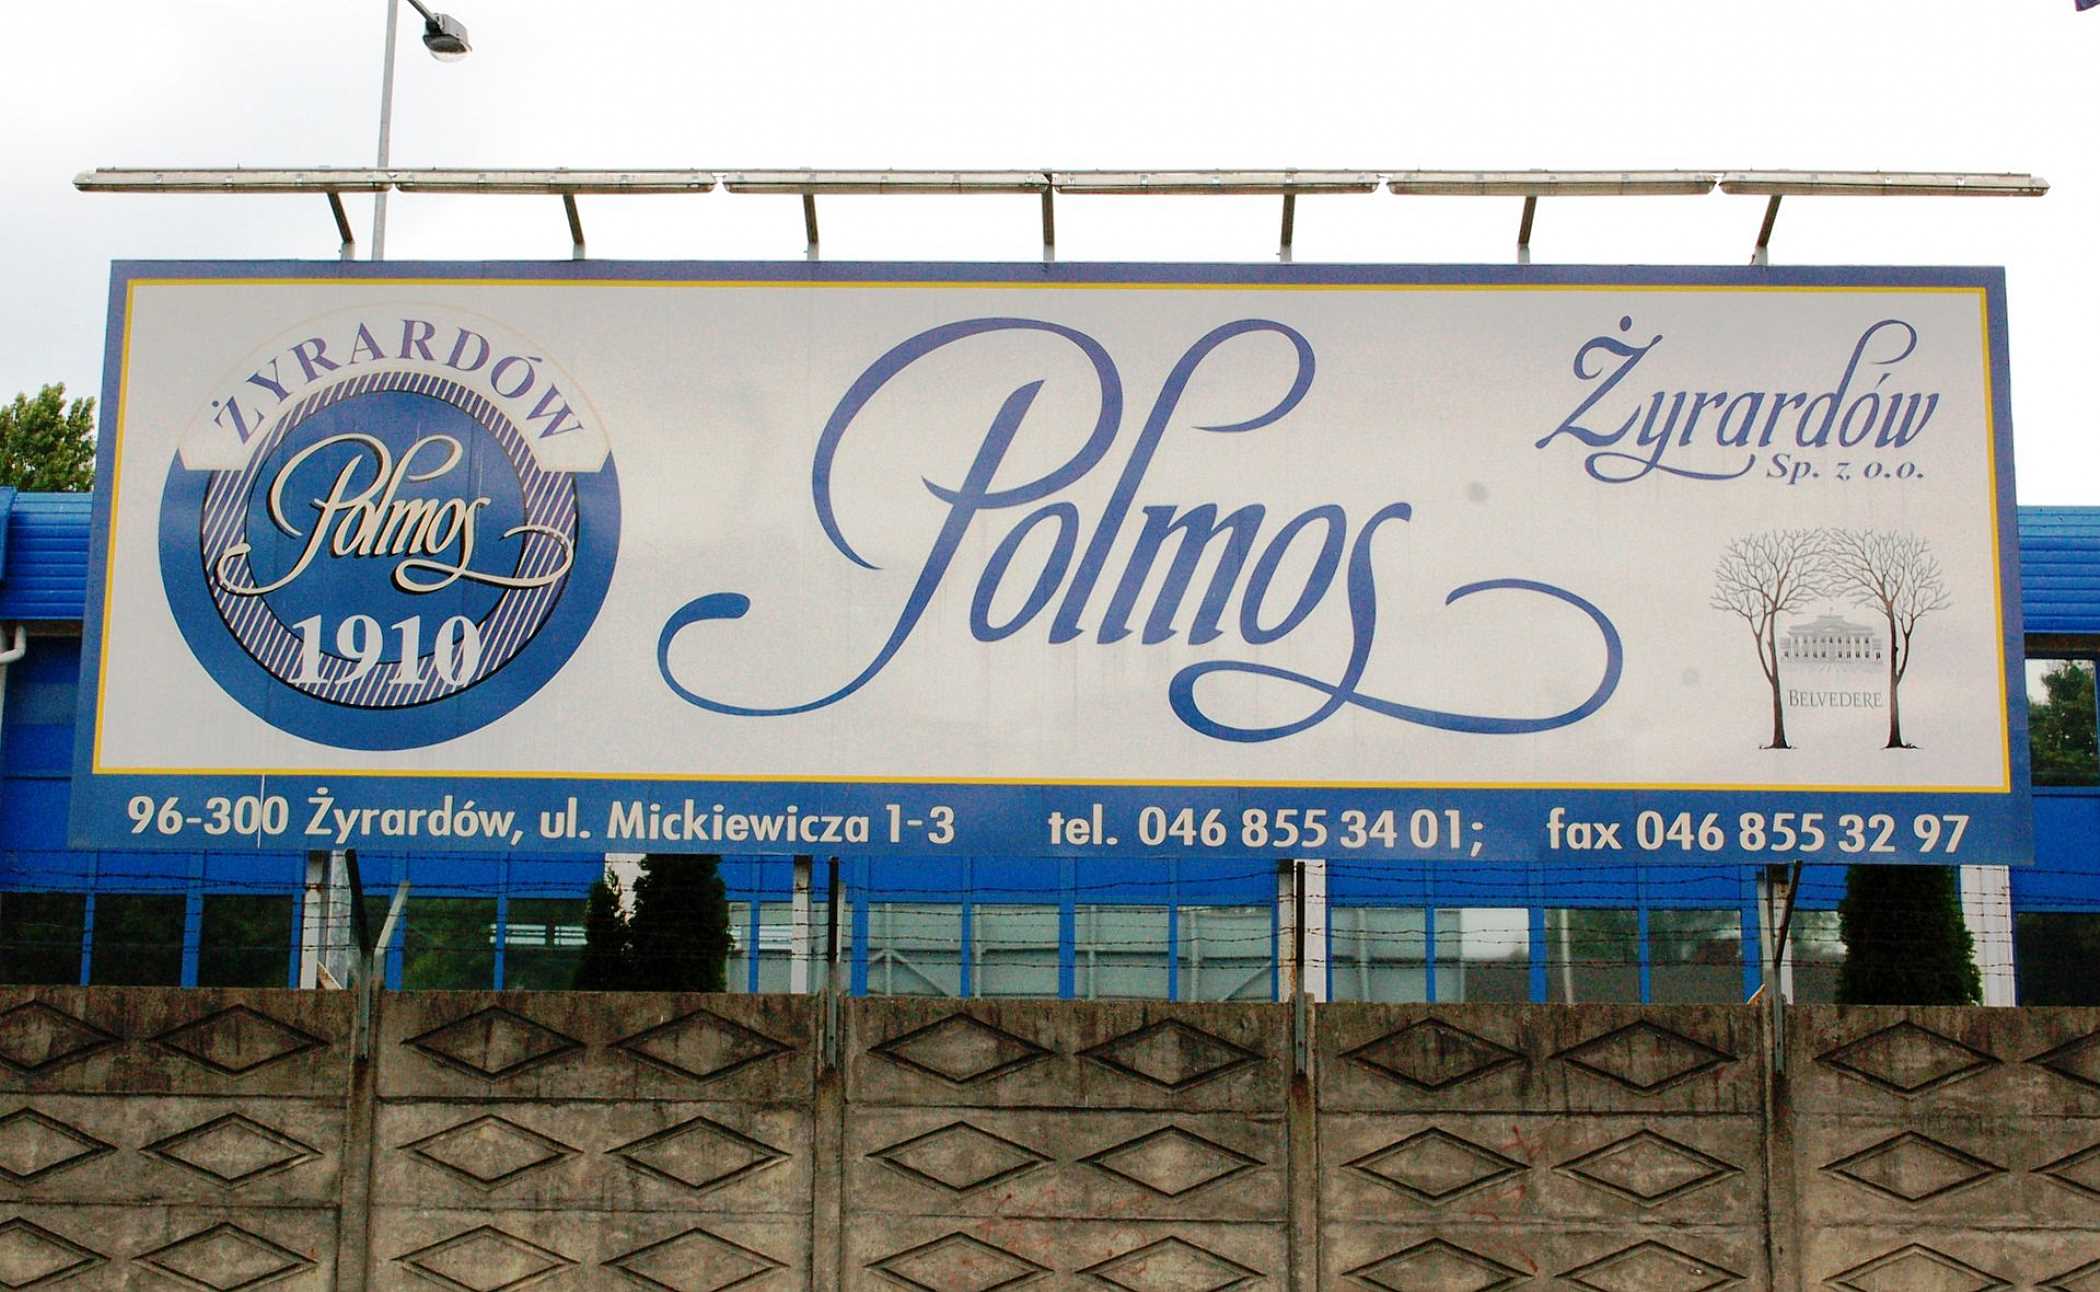 ŻYRARDÓW
Polmos
1910
Polmos
Żyrardów
Sp. z o.o.
BELVEDERE
96-300 Żyrardów, ul. Mickiewicza 1-3 tel. 046 855 34 01; fax 046 855 32 97